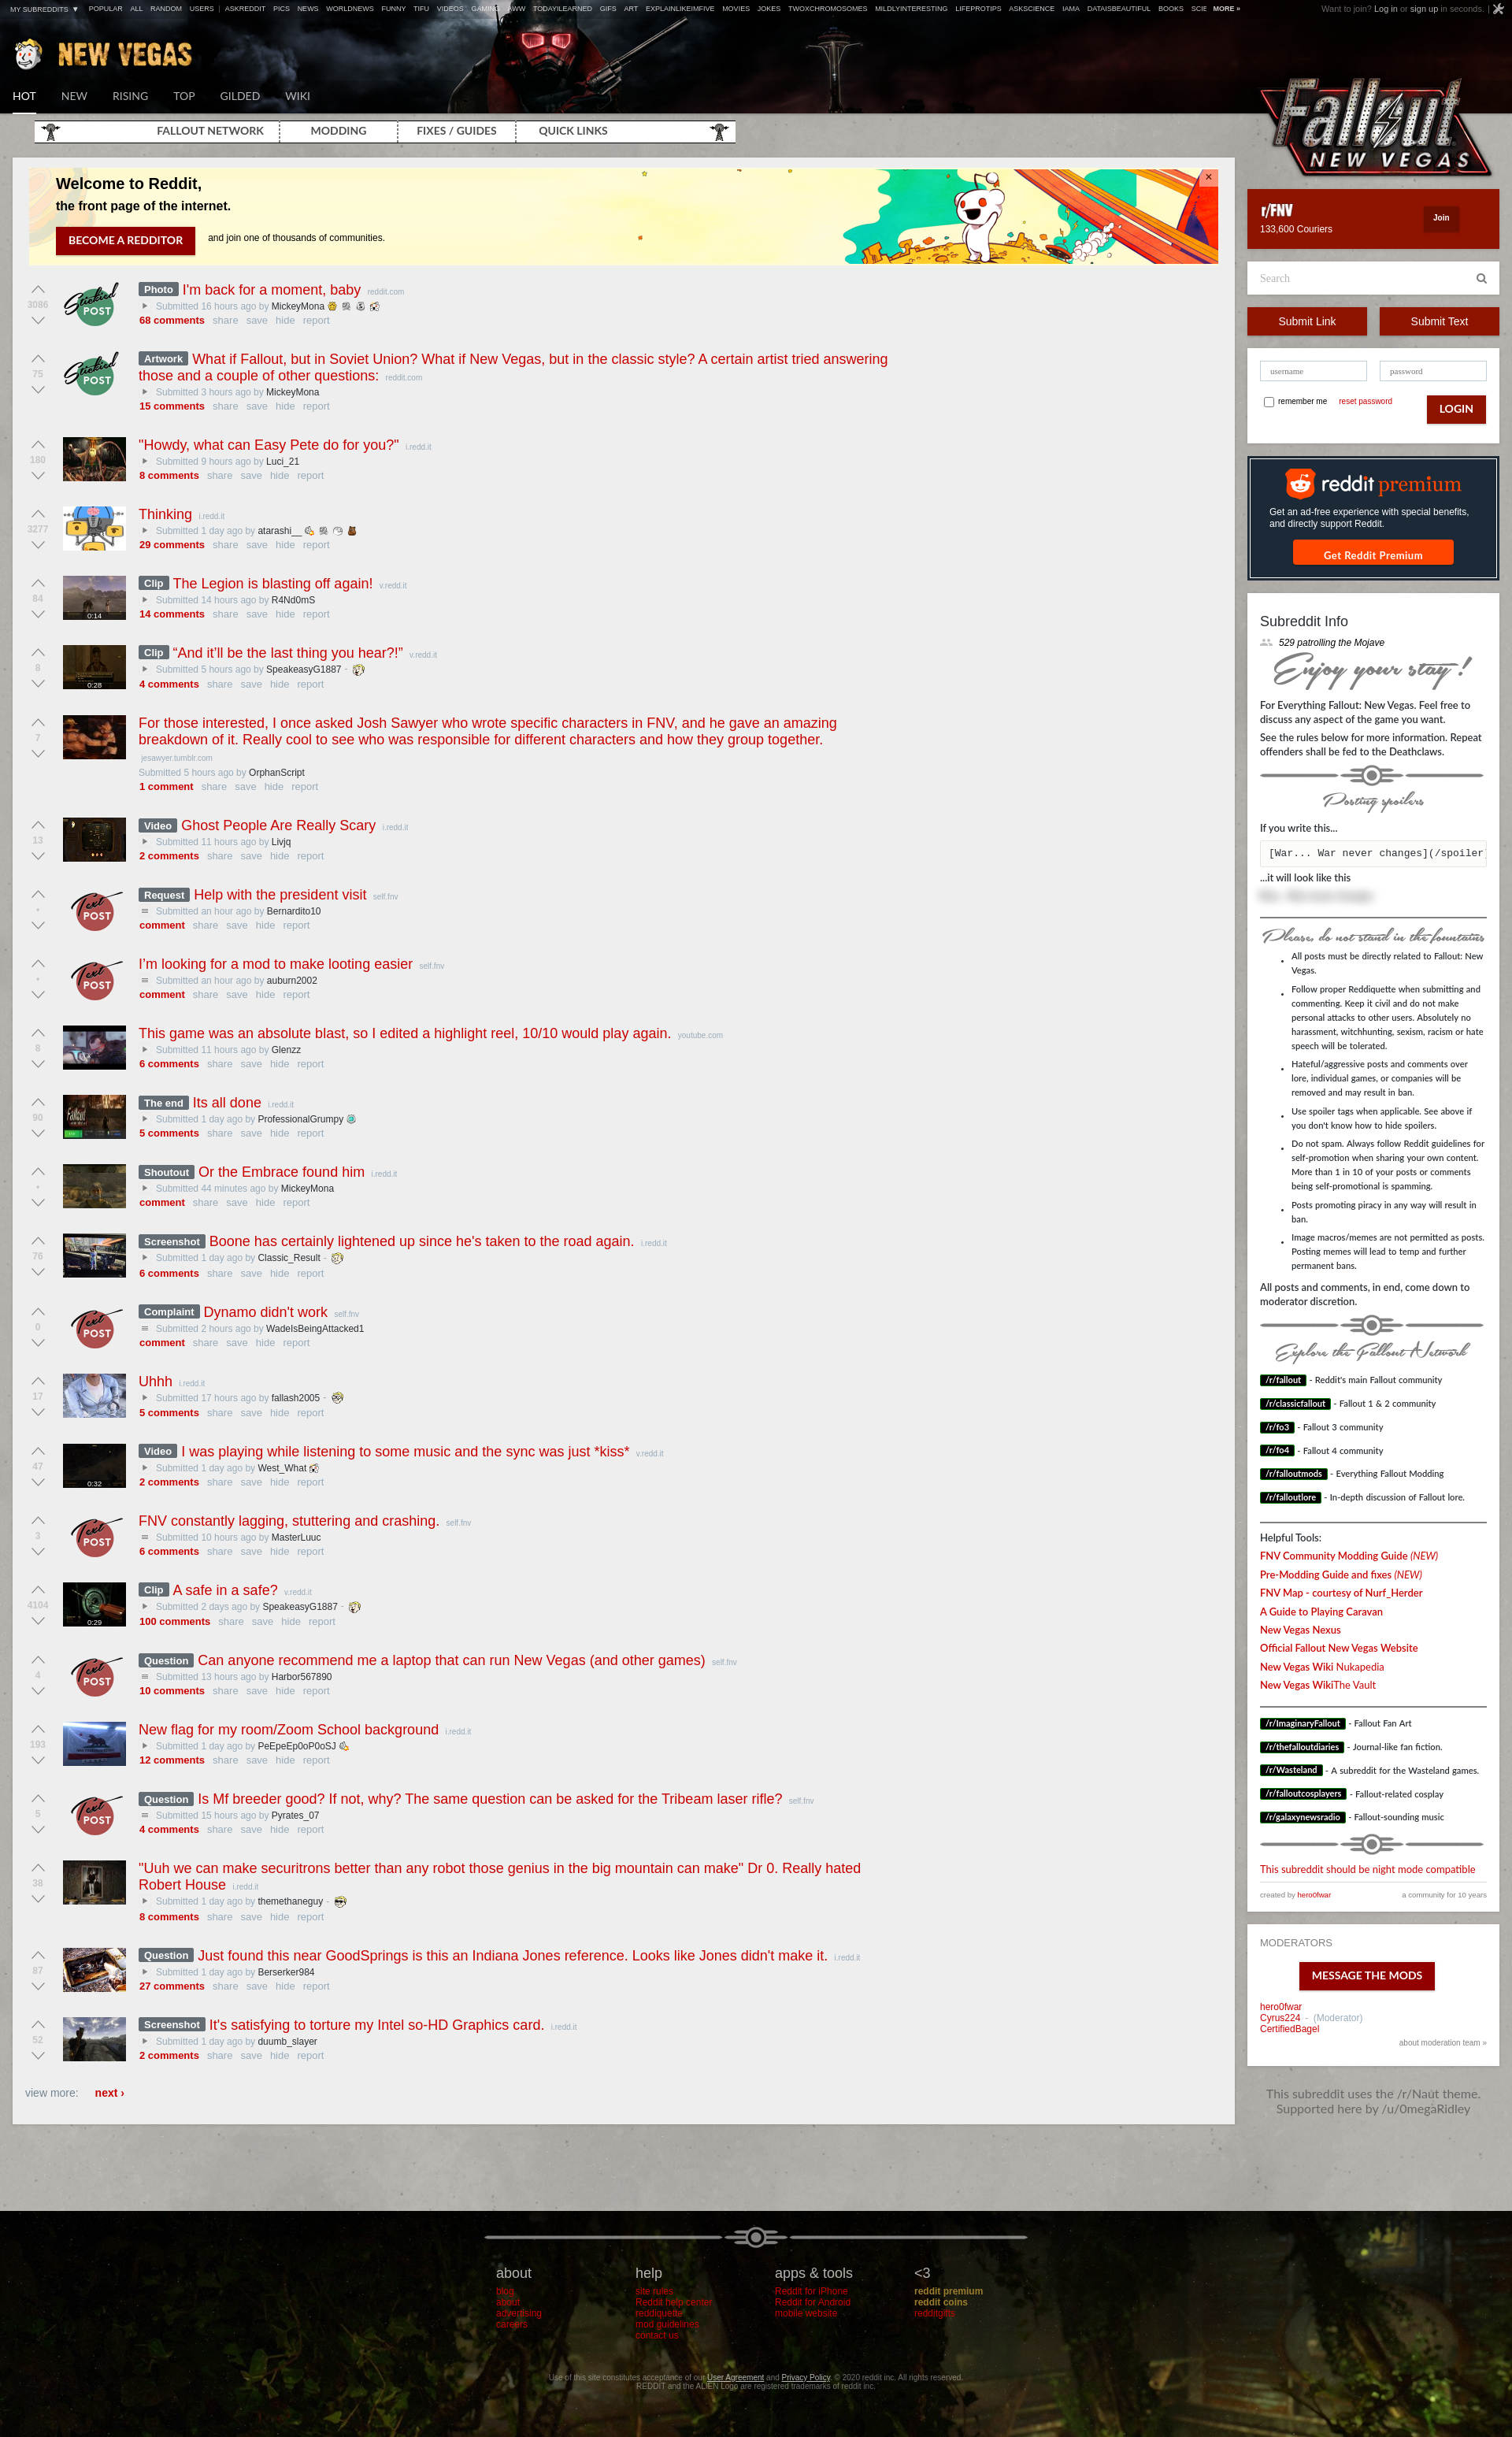 MY SUBREDDITS ▼ POPULAR ALL RANDOM USERS | ASKREDDIT PICS NEWS WORLDNEWS FUNNY TIFU VIDEOS GAMING AWW TODAYILEARNED GIFS ART EXPLAINLIKEIMFIVE MOVIES JOKES TWOXCHROMOSOMES MILDLYINTERESTING LIFEPROTIPS ASKSCIENCE IAMA DATAISBEAUTIFUL BOOKS SCIE MORE »
Want to join? Log in or sign up in seconds. |
NEW VEGAS
HOT NEW RISING TOP GILDED WIKI
FALLOUT NETWORK MODDING FIXES / GUIDES QUICK LINKS
Fallout
NEW VEGAS
Welcome to Reddit,
the front page of the internet.
BECOME A REDDITOR and join one of thousands of communities.
×
3086
Stickied POST
Photo I'm back for a moment, baby reddit.com
Submitted 16 hours ago by MickeyMona
68 comments share save hide report
75
Stickied POST
Artwork What if Fallout, but in Soviet Union? What if New Vegas, but in the classic style? A certain artist tried answering
those and a couple of other questions: reddit.com
Submitted 3 hours ago by MickeyMona
15 comments share save hide report
180
"Howdy, what can Easy Pete do for you?" i.redd.it
Submitted 9 hours ago by Luci_21
8 comments share save hide report
3277
Thinking i.redd.it
Submitted 1 day ago by atarashi__
29 comments share save hide report
84
0:14
Clip The Legion is blasting off again! v.redd.it
Submitted 14 hours ago by R4Nd0mS
14 comments share save hide report
8
0:28
Clip “And it’ll be the last thing you hear?!” v.redd.it
Submitted 5 hours ago by SpeakeasyG1887 -
4 comments share save hide report
7
For those interested, I once asked Josh Sawyer who wrote specific characters in FNV, and he gave an amazing
breakdown of it. Really cool to see who was responsible for different characters and how they group together.
jesawyer.tumblr.com
Submitted 5 hours ago by OrphanScript
1 comment share save hide report
13
Video Ghost People Are Really Scary i.redd.it
Submitted 11 hours ago by Livjq
2 comments share save hide report
•
Text POST
Request Help with the president visit self.fnv
Submitted an hour ago by Bernardito10
comment share save hide report
•
Text POST
I’m looking for a mod to make looting easier self.fnv
Submitted an hour ago by auburn2002
comment share save hide report
8
This game was an absolute blast, so I edited a highlight reel, 10/10 would play again. youtube.com
Submitted 11 hours ago by Glenzz
6 comments share save hide report
90
The end Its all done i.redd.it
Submitted 1 day ago by ProfessionalGrumpy
5 comments share save hide report
•
Shoutout Or the Embrace found him i.redd.it
Submitted 44 minutes ago by MickeyMona
comment share save hide report
76
Screenshot Boone has certainly lightened up since he's taken to the road again. i.redd.it
Submitted 1 day ago by Classic_Result -
6 comments share save hide report
0
Text POST
Complaint Dynamo didn't work self.fnv
Submitted 2 hours ago by WadeIsBeingAttacked1
comment share save hide report
17
Uhhh i.redd.it
Submitted 17 hours ago by fallash2005 -
5 comments share save hide report
47
0:32
Video I was playing while listening to some music and the sync was just *kiss* v.redd.it
Submitted 1 day ago by West_What
2 comments share save hide report
3
Text POST
FNV constantly lagging, stuttering and crashing. self.fnv
Submitted 10 hours ago by MasterLuuc
6 comments share save hide report
4104
0:29
Clip A safe in a safe? v.redd.it
Submitted 2 days ago by SpeakeasyG1887 -
100 comments share save hide report
4
Text POST
Question Can anyone recommend me a laptop that can run New Vegas (and other games) self.fnv
Submitted 13 hours ago by Harbor567890
10 comments share save hide report
193
New flag for my room/Zoom School background i.redd.it
Submitted 1 day ago by PeEpeEp0oP0oSJ
12 comments share save hide report
5
Text POST
Question Is Mf breeder good? If not, why? The same question can be asked for the Tribeam laser rifle? self.fnv
Submitted 15 hours ago by Pyrates_07
4 comments share save hide report
38
"Uuh we can make securitrons better than any robot those genius in the big mountain can make" Dr 0. Really hated
Robert House i.redd.it
Submitted 1 day ago by themethaneguy -
8 comments share save hide report
87
Question Just found this near GoodSprings is this an Indiana Jones reference. Looks like Jones didn't make it. i.redd.it
Submitted 1 day ago by Berserker984
27 comments share save hide report
52
Screenshot It's satisfying to torture my Intel so-HD Graphics card. i.redd.it
Submitted 1 day ago by duumb_slayer
2 comments share save hide report
view more: next ›
r/FNV
133,600 Couriers
Join
Search
Submit Link Submit Text
username password
remember me reset password LOGIN
reddit premium
Get an ad-free experience with special benefits,
and directly support Reddit.
Get Reddit Premium
Subreddit Info
529 patrolling the Mojave
Enjoy your stay!
For Everything Fallout: New Vegas. Feel free to
discuss any aspect of the game you want.
See the rules below for more information. Repeat
offenders shall be fed to the Deathclaws.
Posting spoilers
If you write this...
[War... War never changes](/spoiler)
...it will look like this
Please, do not stand in the fountains
All posts must be directly related to Fallout: New
Vegas.
Follow proper Reddiquette when submitting and
commenting. Keep it civil and do not make
personal attacks to other users. Absolutely no
harassment, witchhunting, sexism, racism or hate
speech will be tolerated.
Hateful/aggressive posts and comments over
lore, individual games, or companies will be
removed and may result in ban.
Use spoiler tags when applicable. See above if
you don't know how to hide spoilers.
Do not spam. Always follow Reddit guidelines for
self-promotion when sharing your own content.
More than 1 in 10 of your posts or comments
being self-promotional is spamming.
Posts promoting piracy in any way will result in
ban.
Image macros/memes are not permitted as posts.
Posting memes will lead to temp and further
permanent bans.
All posts and comments, in end, come down to
moderator discretion.
Explore the Fallout Network
/r/fallout - Reddit's main Fallout community
/r/classicfallout - Fallout 1 & 2 community
/r/fo3 - Fallout 3 community
/r/fo4 - Fallout 4 community
/r/falloutmods - Everything Fallout Modding
/r/falloutlore - In-depth discussion of Fallout lore.
Helpful Tools:
FNV Community Modding Guide (NEW)
Pre-Modding Guide and fixes (NEW)
FNV Map - courtesy of Nurf_Herder
A Guide to Playing Caravan
New Vegas Nexus
Official Fallout New Vegas Website
New Vegas Wiki Nukapedia
New Vegas WikiThe Vault
/r/ImaginaryFallout - Fallout Fan Art
/r/thefalloutdiaries - Journal-like fan fiction.
/r/Wasteland - A subreddit for the Wasteland games.
/r/falloutcosplayers - Fallout-related cosplay
/r/galaxynewsradio - Fallout-sounding music
This subreddit should be night mode compatible
created by hero0fwar a community for 10 years
MODERATORS
MESSAGE THE MODS
hero0fwar
Cyrus224 - (Moderator)
CertifiedBagel
about moderation team »
This subreddit uses the /r/Naut theme.
Supported here by /u/0megaRidley
about
blog
about
advertising
careers
help
site rules
Reddit help center
reddiquette
mod guidelines
contact us
apps & tools
Reddit for iPhone
Reddit for Android
mobile website
<3
reddit premium
reddit coins
redditgifts
Use of this site constitutes acceptance of our User Agreement and Privacy Policy. © 2020 reddit inc. All rights reserved.
REDDIT and the ALIEN Logo are registered trademarks of reddit inc.